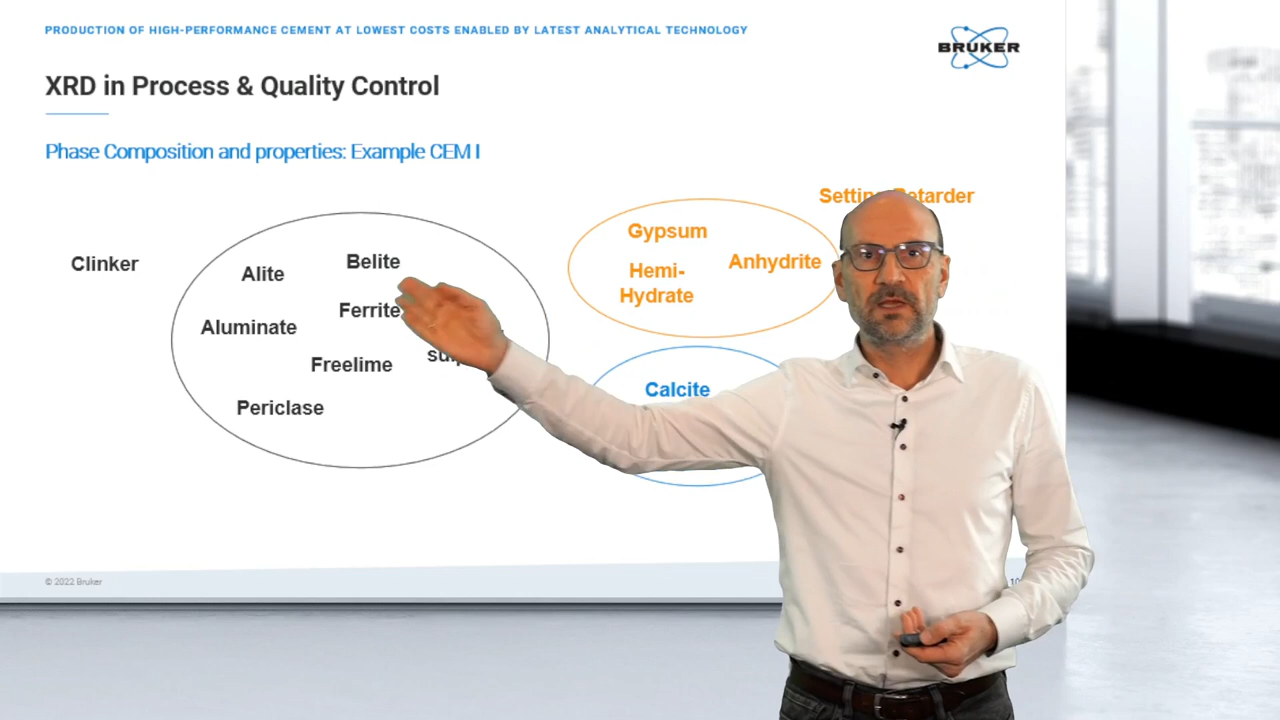 PRODUCTION OF HIGH-PERFORMANCE CEMENT AT LOWEST COSTS ENABLED BY LATEST ANALYTICAL TECHNOLOGY
BRUKER
XRD in Process & Quality Control
Phase Composition and properties: Example CEM I
Setting Retarder
Gypsum
Clinker
Belite
Anhydrite
Alite
Hemi-
Hydrate
Ferrite
Aluminate
Freelime
Calcite
Periclase
© 2022 Bruker